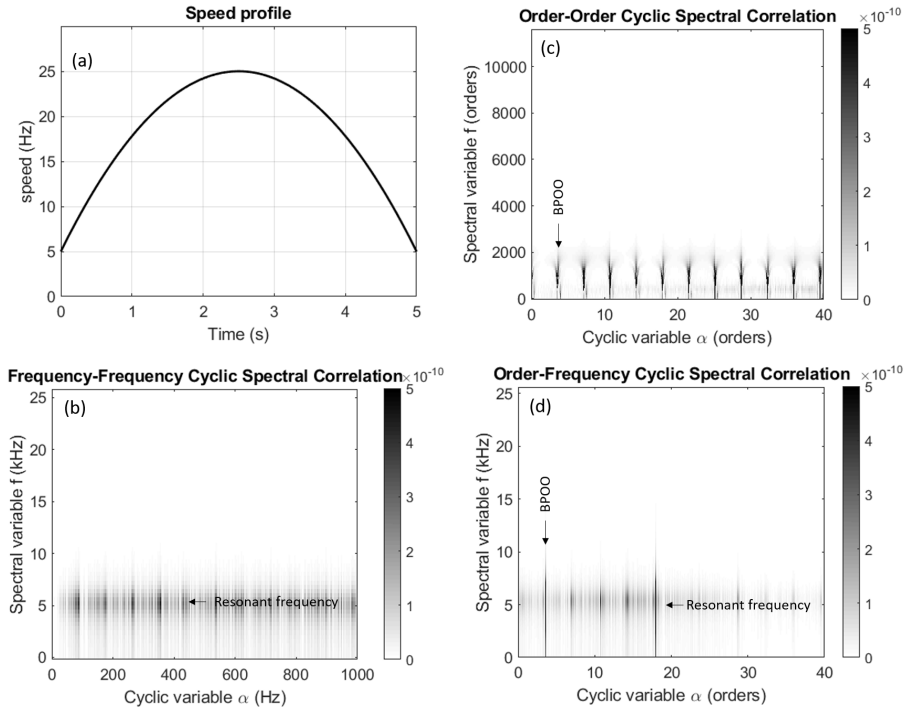 Speed profile
(a)
25
20
15
10
5
0
speed (Hz)
0 1 2 3 4 5
Time (s)
Order-Order Cyclic Spectral Correlation
×10⁻¹⁰
(c)
10000
8000
6000
4000
2000
0
Spectral variable f (orders)
BPOO
0 10 20 30 40
Cyclic variable α (orders)
5
4
3
2
1
0
Frequency-Frequency Cyclic Spectral Correlation
×10⁻¹⁰
(b)
25
20
15
10
5
0
Spectral variable f (kHz)
Resonant frequency
0 200 400 600 800 1000
Cyclic variable α (Hz)
5
4
3
2
1
0
Order-Frequency Cyclic Spectral Correlation
×10⁻¹⁰
(d)
25
20
15
10
5
0
Spectral variable f (kHz)
BPOO
Resonant frequency
0 10 20 30 40
Cyclic variable α (orders)
5
4
3
2
1
0